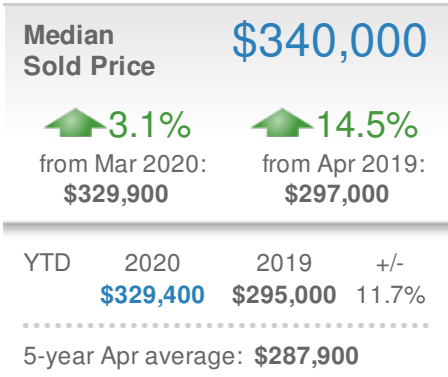 Median
Sold Price
$340,000
3.1% 14.5%
from Mar 2020: from Apr 2019:
$329,900 $297,000
YTD 2020 2019 +/-
$329,400 $295,000 11.7%
5-year Apr average: $287,900